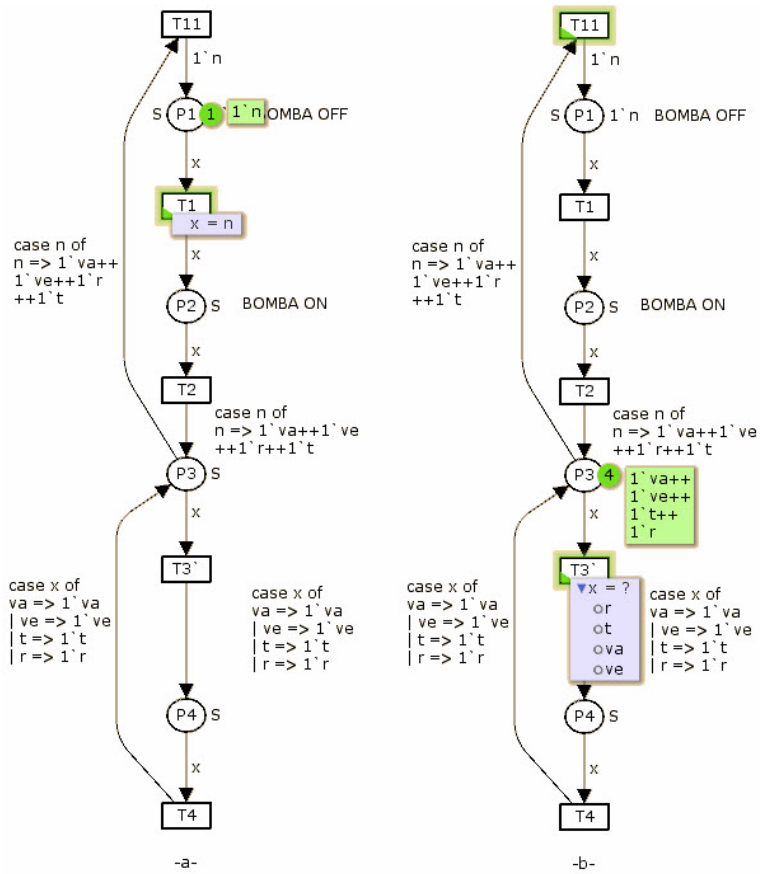 T11
1`n
S P1 1 ` 1`n OMBA OFF
x
T1
x = n
x
case n of
n => 1`va++
1`ve++1`r
++1`t
P2 S BOMBA ON
x
T2
case n of
n => 1`va++1`ve
++1`r++1`t
P3 S
x
T3`
case x of
va => 1`va
| ve => 1`ve
|t => 1`t
|r => 1`r
case x of
va => 1`va
| ve => 1`ve
|t => 1`t
|r => 1`r
P4 S
x
T4
-a-
T11
1`n
S P1 1`n BOMBA OFF
x
T1
x
case n of
n => 1`va++
1`ve++1`r
++1`t
P2 S BOMBA ON
x
T2
case n of
n => 1`va++1`ve
++1`r++1`t
P3 4
1`va++
1`ve++
1`t++
1`r
x
T3`
x = ?
r
t
va
ve
case x of
va => 1`va
| ve => 1`ve
|t => 1`t
|r => 1`r
case x of
va => 1`va
| ve => 1`ve
|t => 1`t
|r => 1`r
P4 S
x
T4
-b-